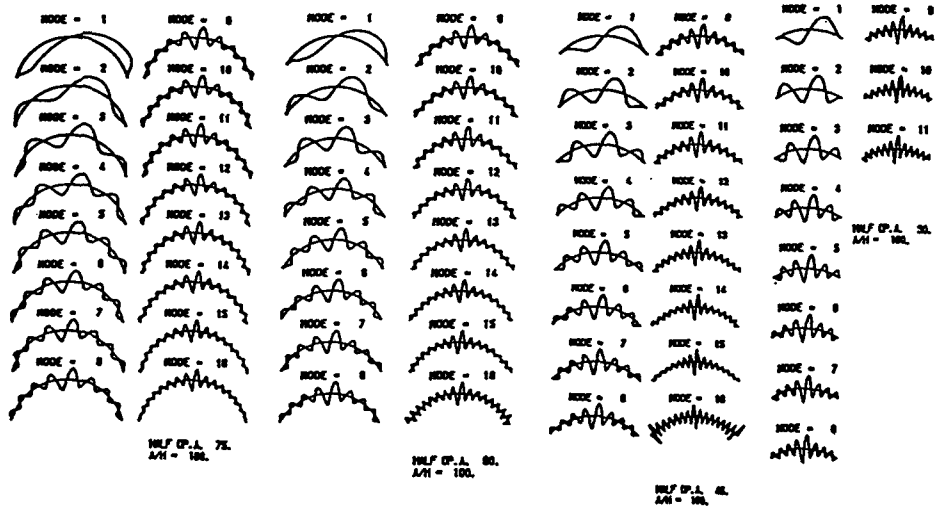 MODE = 1
MODE = 2
MODE = 3
MODE = 4
MODE = 5
MODE = 6
MODE = 7
MODE = 8
MODE = 9
MODE = 10
MODE = 11
MODE = 12
MODE = 13
MODE = 14
MODE = 15
MODE = 16
HALF OP.A. 75.
A/H = 100.
MODE = 1
MODE = 2
MODE = 3
MODE = 4
MODE = 5
MODE = 6
MODE = 7
MODE = 8
MODE = 9
MODE = 10
MODE = 11
MODE = 12
MODE = 13
MODE = 14
MODE = 15
MODE = 16
HALF OP.A. 60.
A/H = 100.
MODE = 1
MODE = 2
MODE = 3
MODE = 4
MODE = 5
MODE = 6
MODE = 7
MODE = 8
MODE = 9
MODE = 10
MODE = 11
MODE = 12
MODE = 13
MODE = 14
MODE = 15
MODE = 16
HALF OP.A. 45.
A/H = 100.
MODE = 1
MODE = 2
MODE = 3
MODE = 4
MODE = 5
MODE = 6
MODE = 7
MODE = 8
MODE = 9
MODE = 10
MODE = 11
HALF OP.A. 30.
A/H = 100.